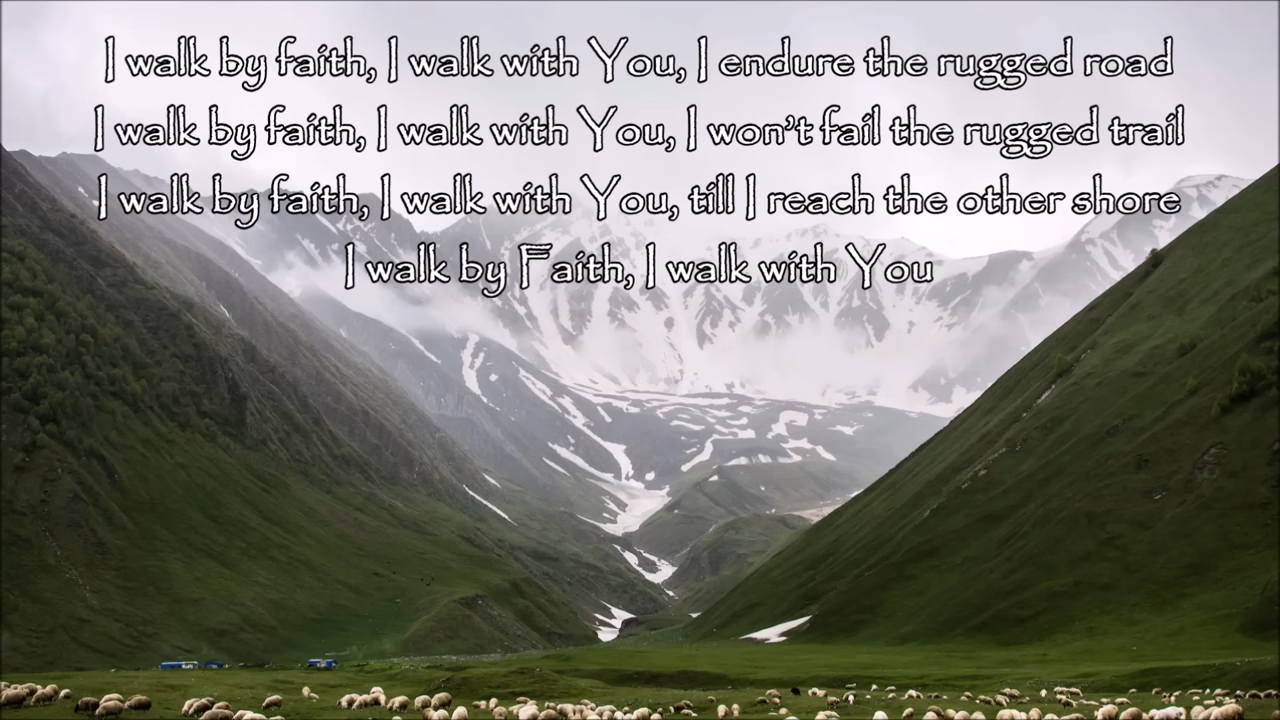 I walk by faith, I walk with You, I endure the rugged road
I walk by faith, I walk with You, I won't fail the rugged trail
I walk by faith, I walk with You, till I reach the other shore
I walk by Faith, I walk with You